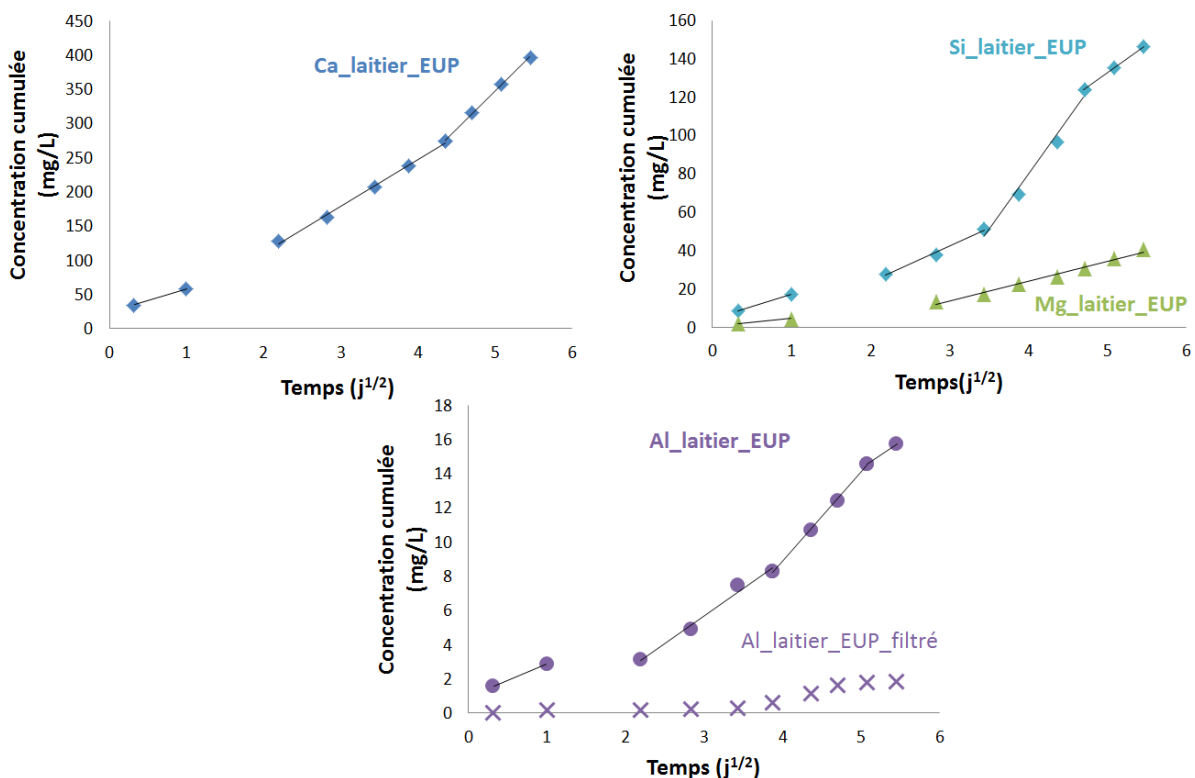 Concentration cumulée
(mg/L)
450
400
350
300
250
200
150
100
50
0
Ca_laitier_EUP
0 1 2 3 4 5 6
Temps (j1/2)
Concentration cumulée
(mg/L)
160
140
120
100
80
60
40
20
0
Si_laitier_EUP
Mg_laitier_EUP
0 1 2 3 4 5 6
Temps(j1/2)
Concentration cumulée
(mg/L)
18
16
14
12
10
8
6
4
2
0
Al_laitier_EUP
Al_laitier_EUP_filtré
0 1 2 3 4 5 6
Temps (j1/2)